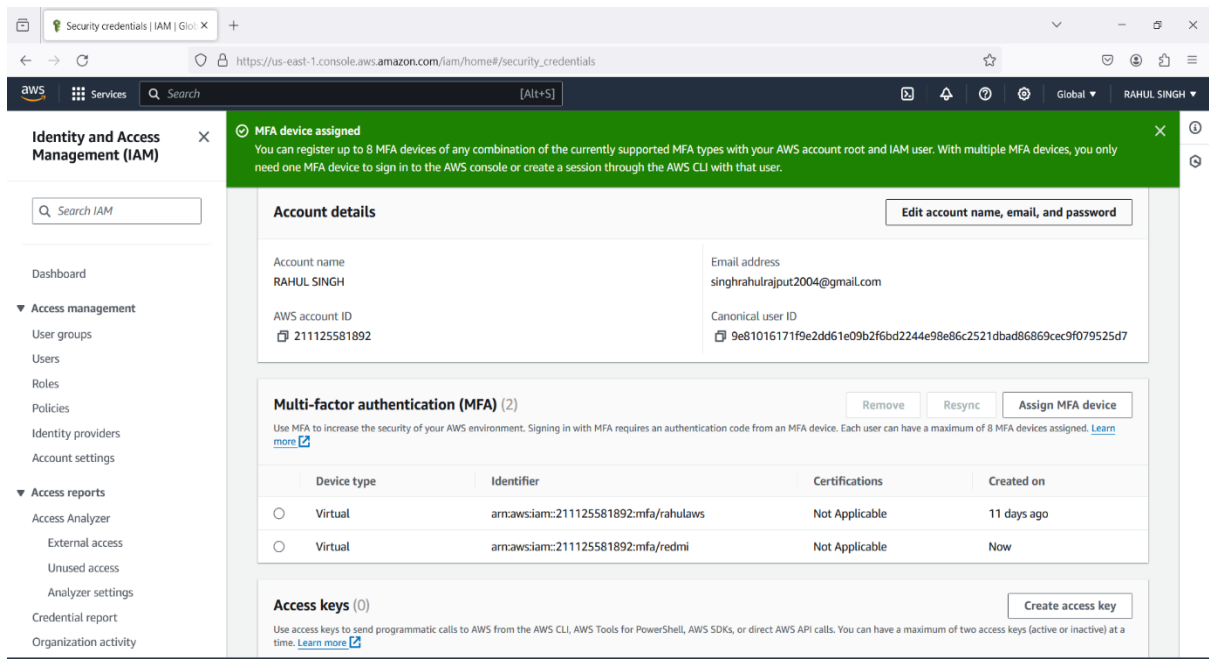 Security credentials | IAM | Glob
https://us-east-1.console.aws.amazon.com/iam/home#/security_credentials
aws
Services
Search
[Alt+S]
Global
RAHUL SINGH
Identity and Access
Management (IAM)
Search IAM
Dashboard
Access management
User groups
Users
Roles
Policies
Identity providers
Account settings
Access reports
Access Analyzer
External access
Unused access
Analyzer settings
Credential report
Organization activity
MFA device assigned
You can register up to 8 MFA devices of any combination of the currently supported MFA types with your AWS account root and IAM user. With multiple MFA devices, you only
need one MFA device to sign in to the AWS console or create a session through the AWS CLI with that user.
Account details
Edit account name, email, and password
Account name
RAHUL SINGH
Email address
singhrahulrajput2004@gmail.com
AWS account ID
211125581892
Canonical user ID
9e81016171f9e2dd61e09b2f6bd2244e98e86c2521dbad86869cec9f079525d7
Multi-factor authentication (MFA) (2)
Remove
Resync
Assign MFA device
Use MFA to increase the security of your AWS environment. Signing in with MFA requires an authentication code from an MFA device. Each user can have a maximum of 8 MFA devices assigned. Learn
more
Device type Identifier Certifications Created on
Virtual arn:aws:iam::211125581892:mfa/rahulaws Not Applicable 11 days ago
Virtual arn:aws:iam::211125581892:mfa/redmi Not Applicable Now
Access keys (0)
Create access key
Use access keys to send programmatic calls to AWS from the AWS CLI, AWS Tools for PowerShell, AWS SDKs, or direct AWS API calls. You can have a maximum of two access keys (active or inactive) at a
time. Learn more